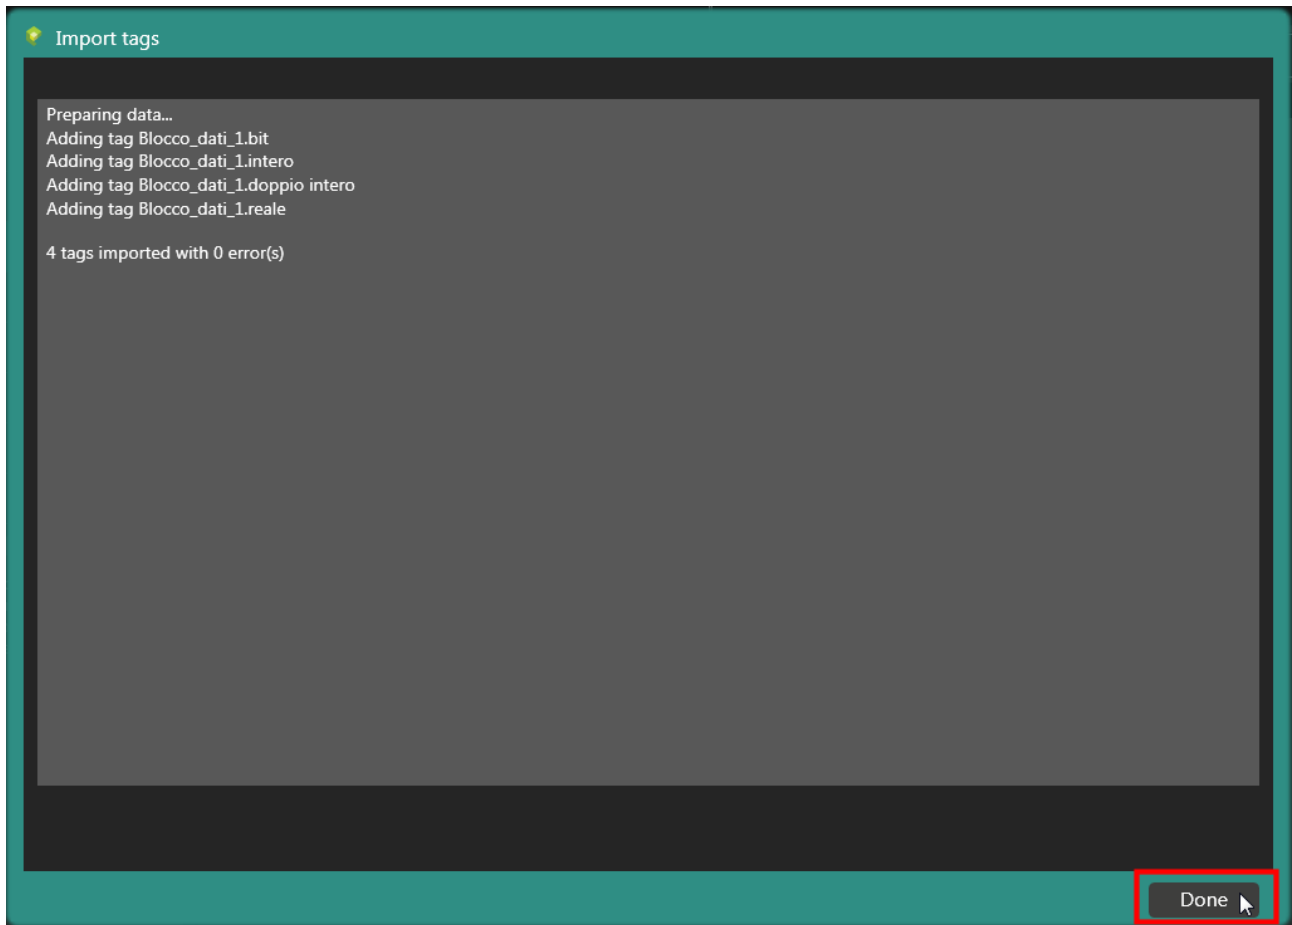 Import tags
Preparing data...
Adding tag Blocco_dati_1.bit
Adding tag Blocco_dati_1.intero
Adding tag Blocco_dati_1.doppio intero
Adding tag Blocco_dati_1.reale
4 tags imported with 0 error(s)
Done